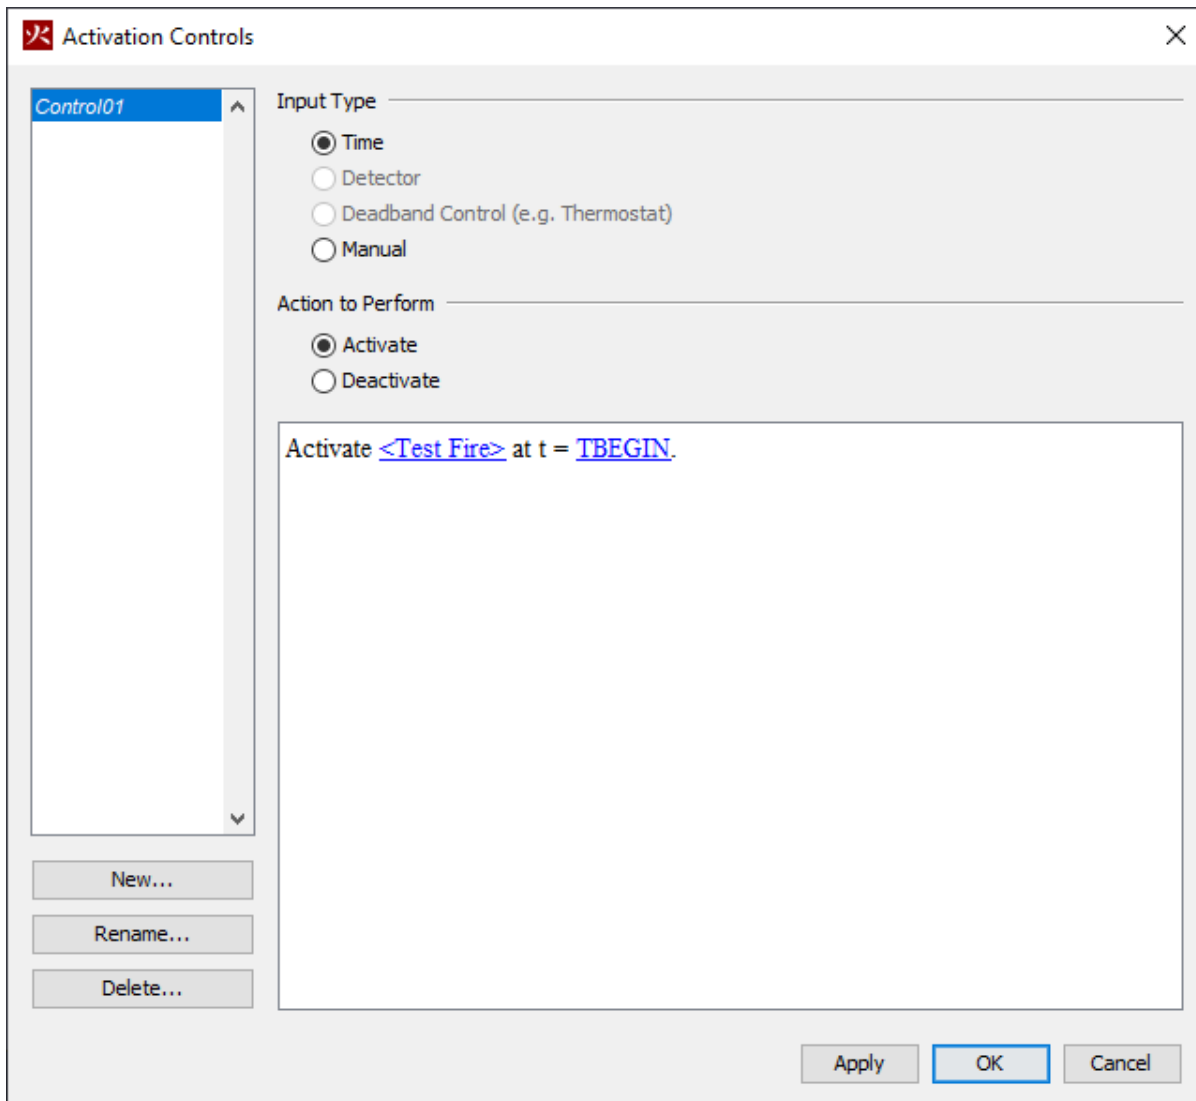 火 Activation Controls
Control01
Input Type
Time
Detector
Deadband Control (e.g. Thermostat)
Manual
Action to Perform
Activate
Deactivate
Activate <Test Fire> at t = TBEGIN.
New...
Rename...
Delete...
Apply OK Cancel